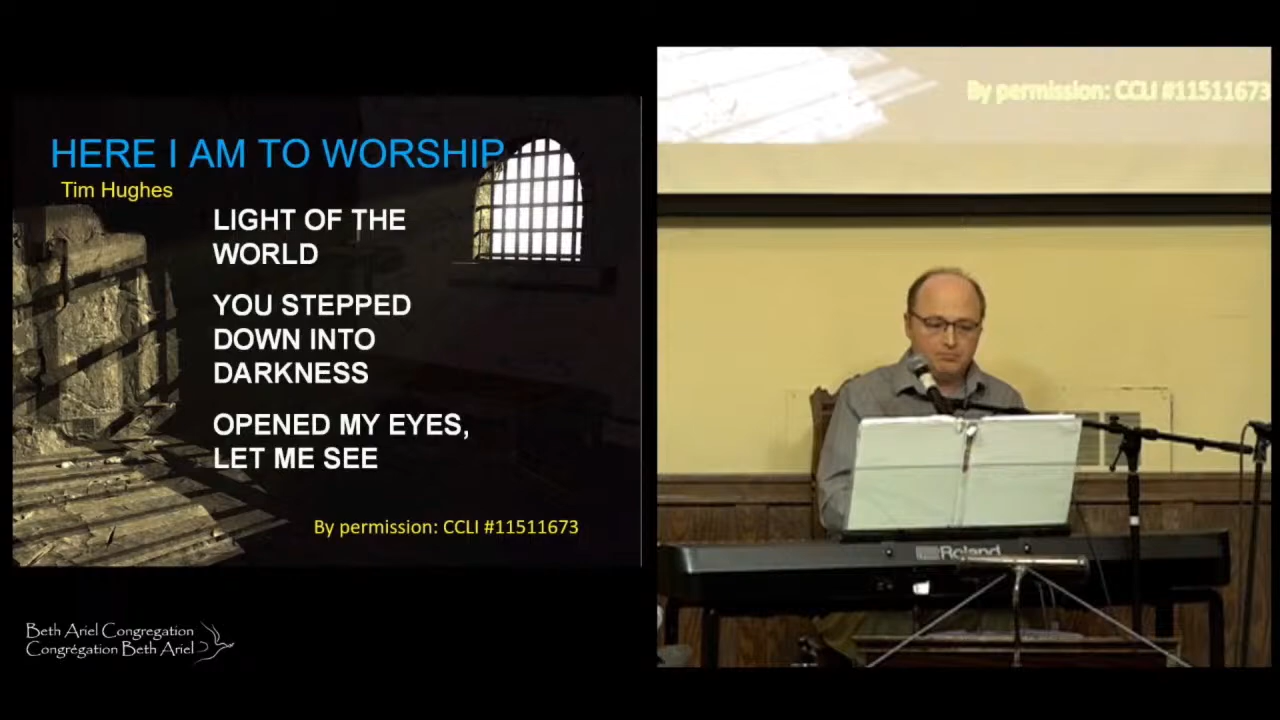 HERE I AM TO WORSHIP
Tim Hughes
LIGHT OF THE
WORLD
YOU STEPPED
DOWN INTO
DARKNESS
OPENED MY EYES,
LET ME SEE
By permission: CCLI #11511673
Beth Ariel Congregation
Congrégation Beth Ariel
By permission: CCLI #11511673
Roland